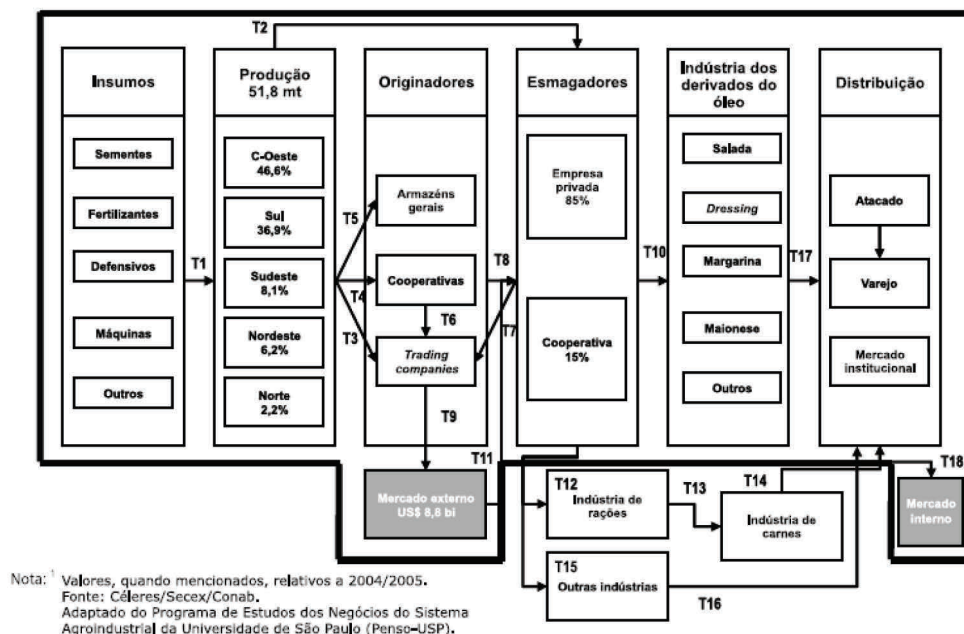 T2
Insumos
Produção
51,8 mt
Originadores
Esmagadores
Indústria dos
derivados do
óleo
Distribuição
Sementes
Fertilizantes
Defensivos
Máquinas
Outros
T1
C-Oeste
46,6%
Sul
36,9%
Sudeste
8,1%
Nordeste
6,2%
Norte
2,2%
T5
T4
T3
Armazéns
gerais
Cooperativas
T6
Trading
companies
T9
T8
T7
Empresa
privada
85%
Cooperativa
15%
T10
Salada
Dressing
Margarina
Maionese
Outros
T17
Atacado
Varejo
Mercado
institucional
T11
Mercado externo
US$ 8,8 bi
T12
Indústria de
rações
T13
T14
Indústria de
carnes
T15
Outras indústrias
T16
T18
Mercado
interno
Nota: 1 Valores, quando mencionados, relativos a 2004/2005.
Fonte: Céleres/Secex/Conab.
Adaptado do Programa de Estudos dos Negócios do Sistema
Agroindustrial da Universidade de São Paulo (Penso-USP).